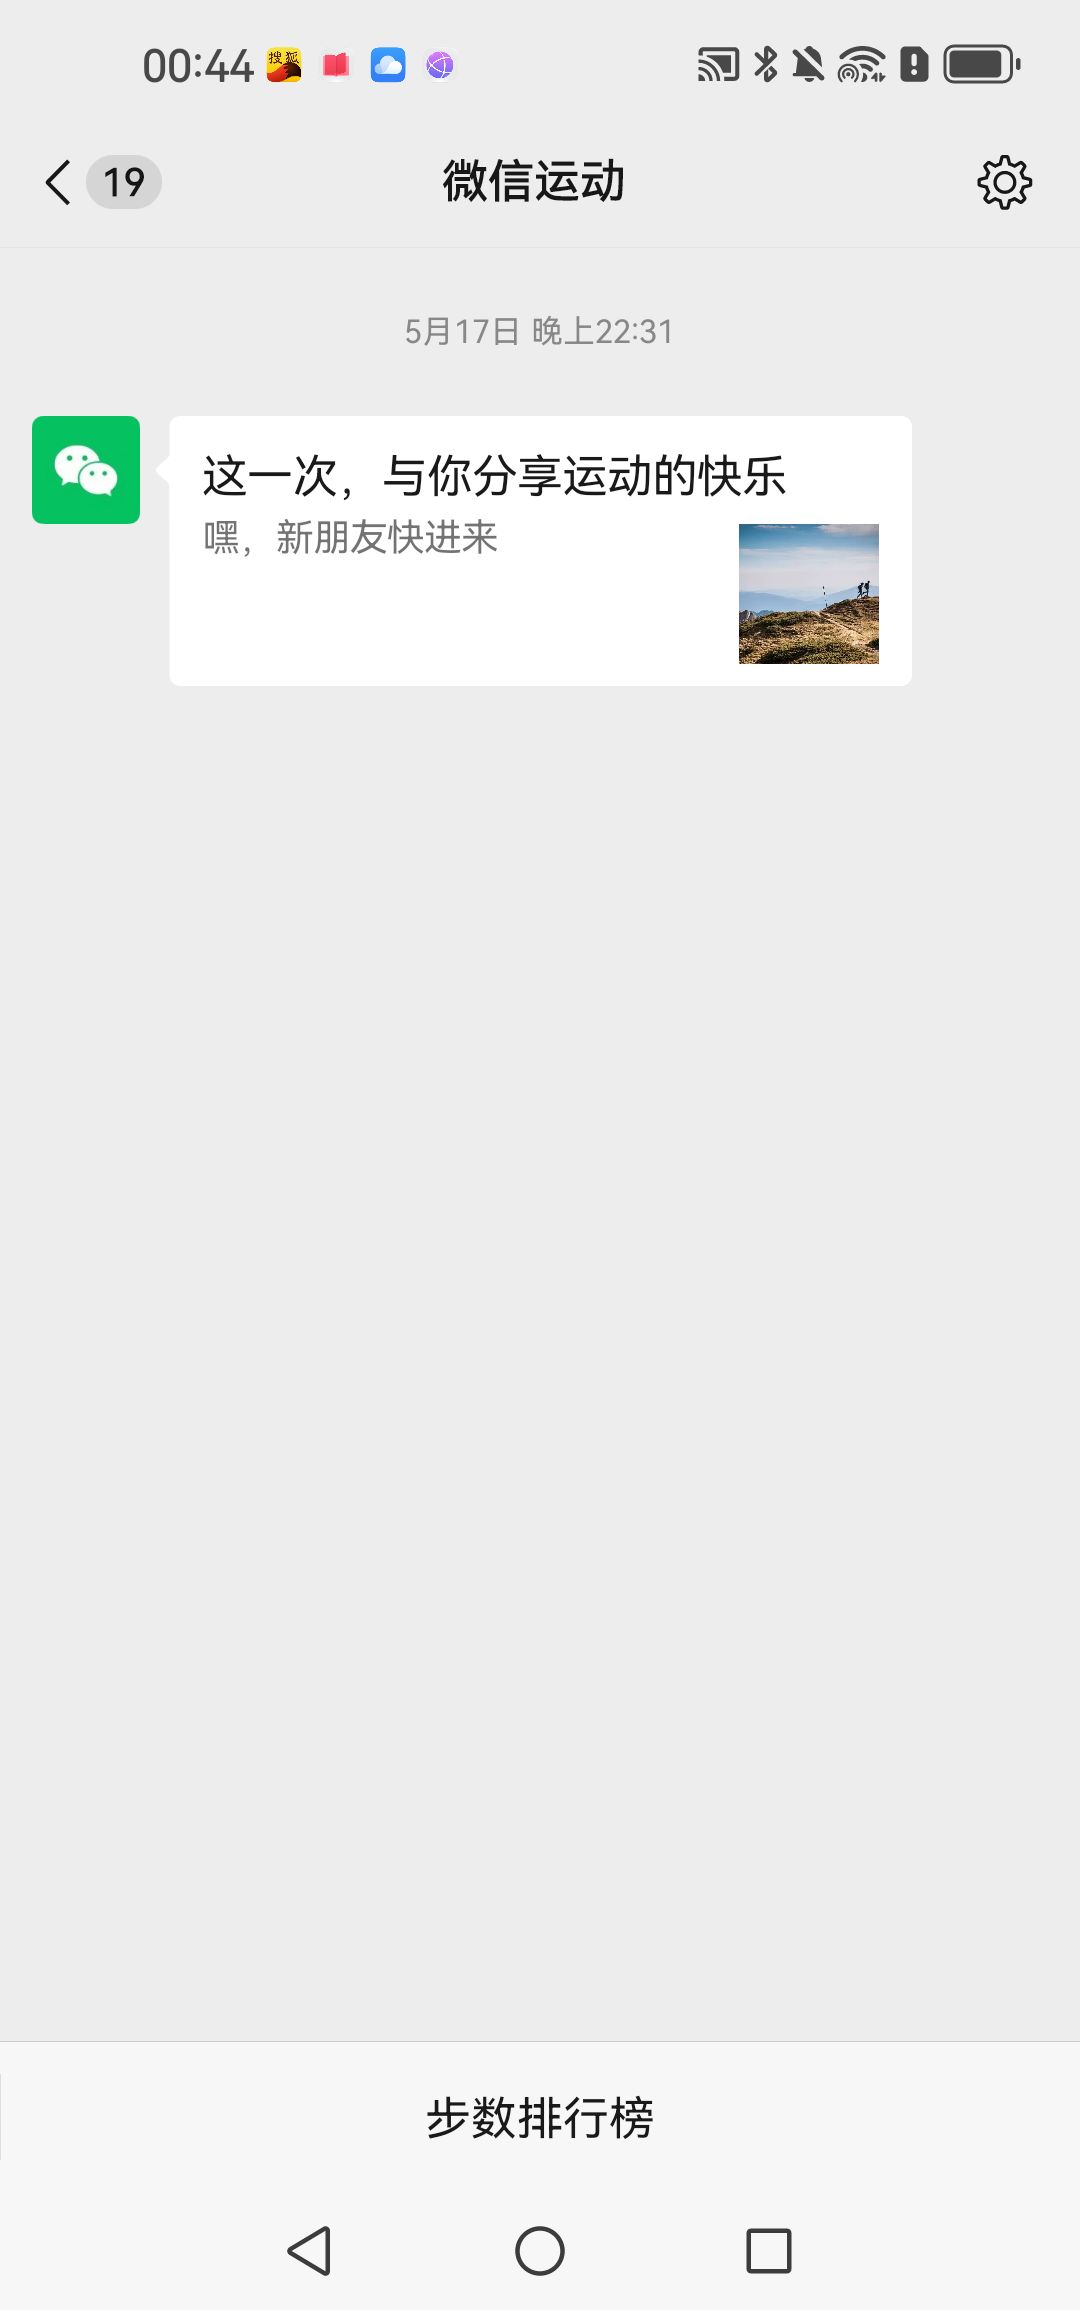 00:44
搜狐
19
微信运动
5月17日 晚上22:31
这一次，与你分享运动的快乐
嘿，新朋友快进来
步数排行榜